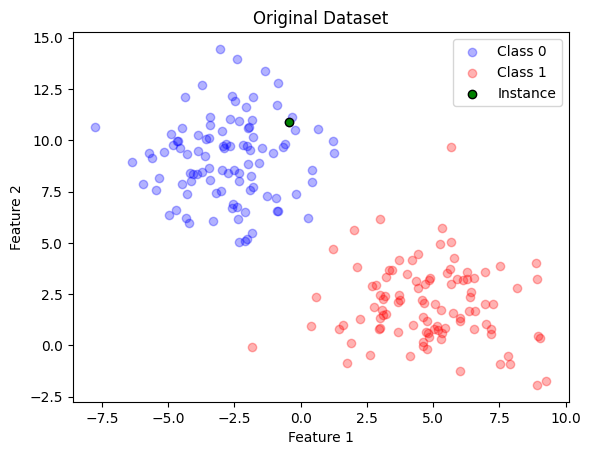 Original Dataset
Class 0
Class 1
Instance
15.0
12.5
10.0
7.5
5.0
2.5
0.0
−2.5
Feature 2
−7.5 −5.0 −2.5 0.0 2.5 5.0 7.5 10.0
Feature 1